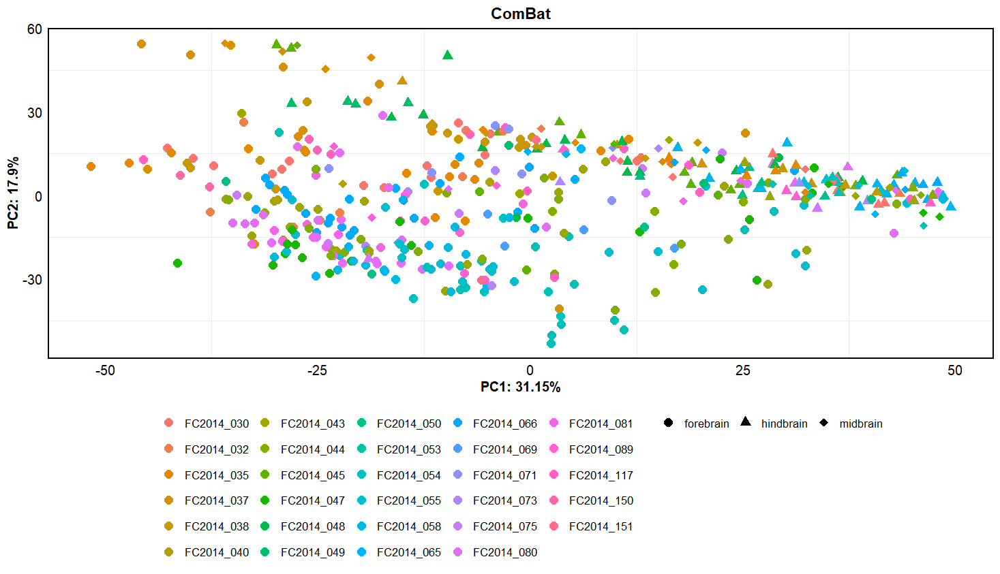 ComBat
60
30
0
-30
PC2: 17.9%
-50 -25 0 25 50
PC1: 31.15%
FC2014_030 FC2014_043 FC2014_050 FC2014_066 FC2014_081 forebrain hindbrain midbrain
FC2014_032 FC2014_044 FC2014_053 FC2014_069 FC2014_089
FC2014_035 FC2014_045 FC2014_054 FC2014_071 FC2014_117
FC2014_037 FC2014_047 FC2014_055 FC2014_073 FC2014_150
FC2014_038 FC2014_048 FC2014_058 FC2014_075 FC2014_151
FC2014_040 FC2014_049 FC2014_065 FC2014_080